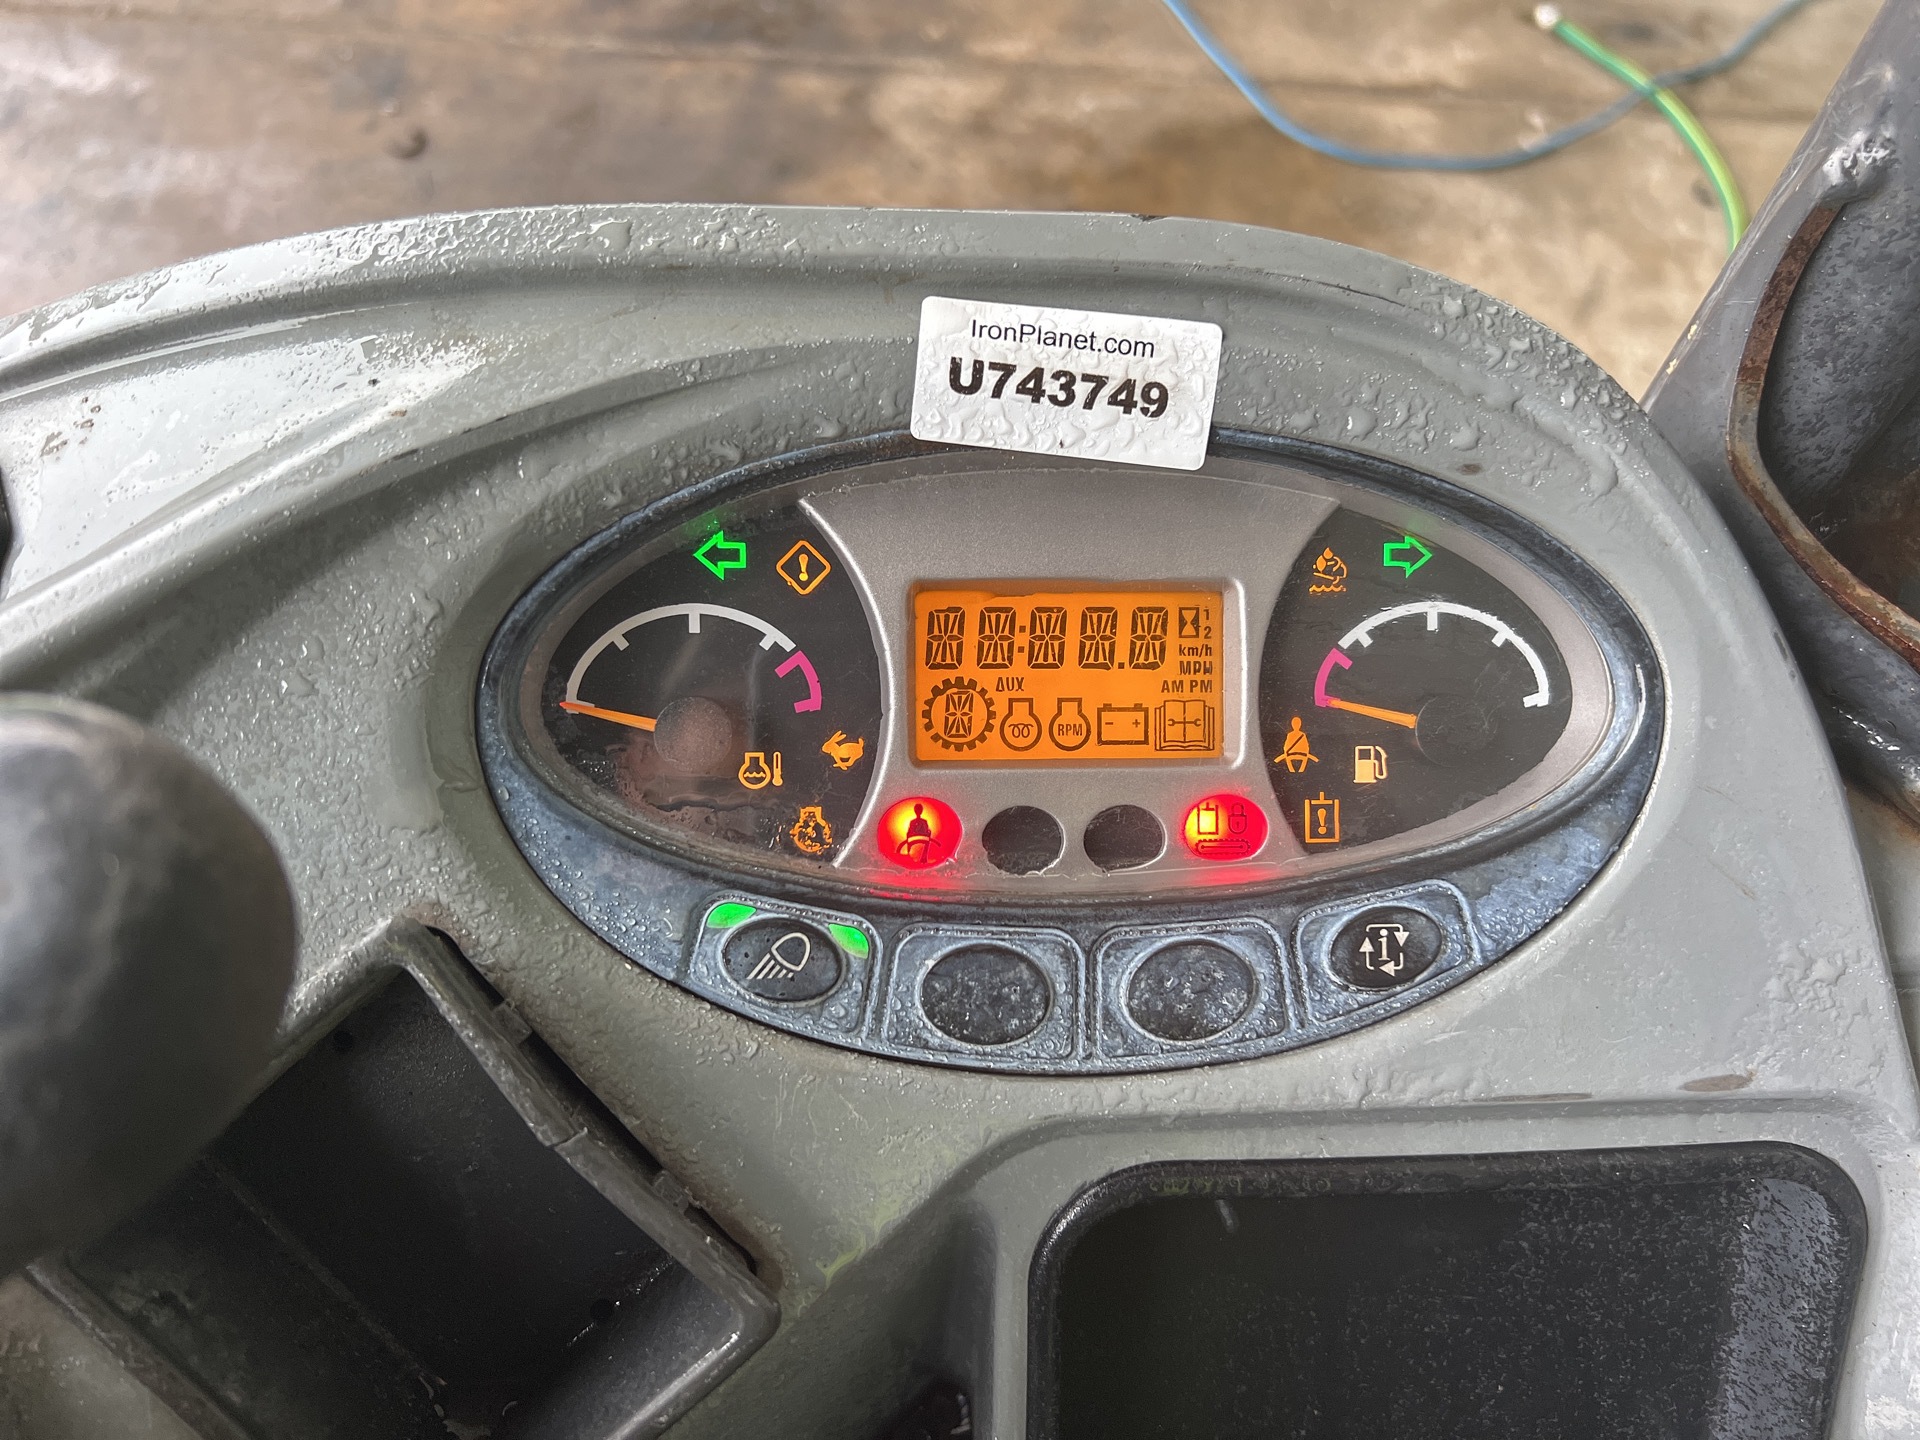 IronPlanet.com
U743749
1
2
km/h
MPH
AUX
AM PM
RPM